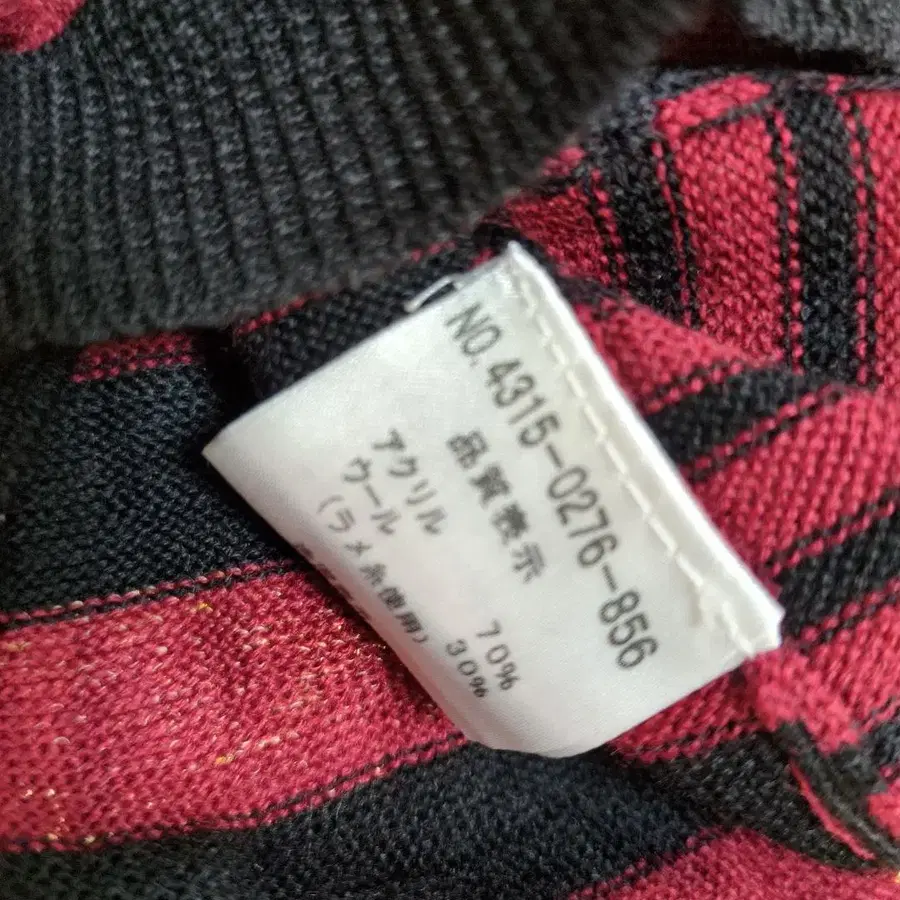 NO. 4315-0276-856
品質表示
アクリル 70%
ウール 30%
(ラメ糸使用)